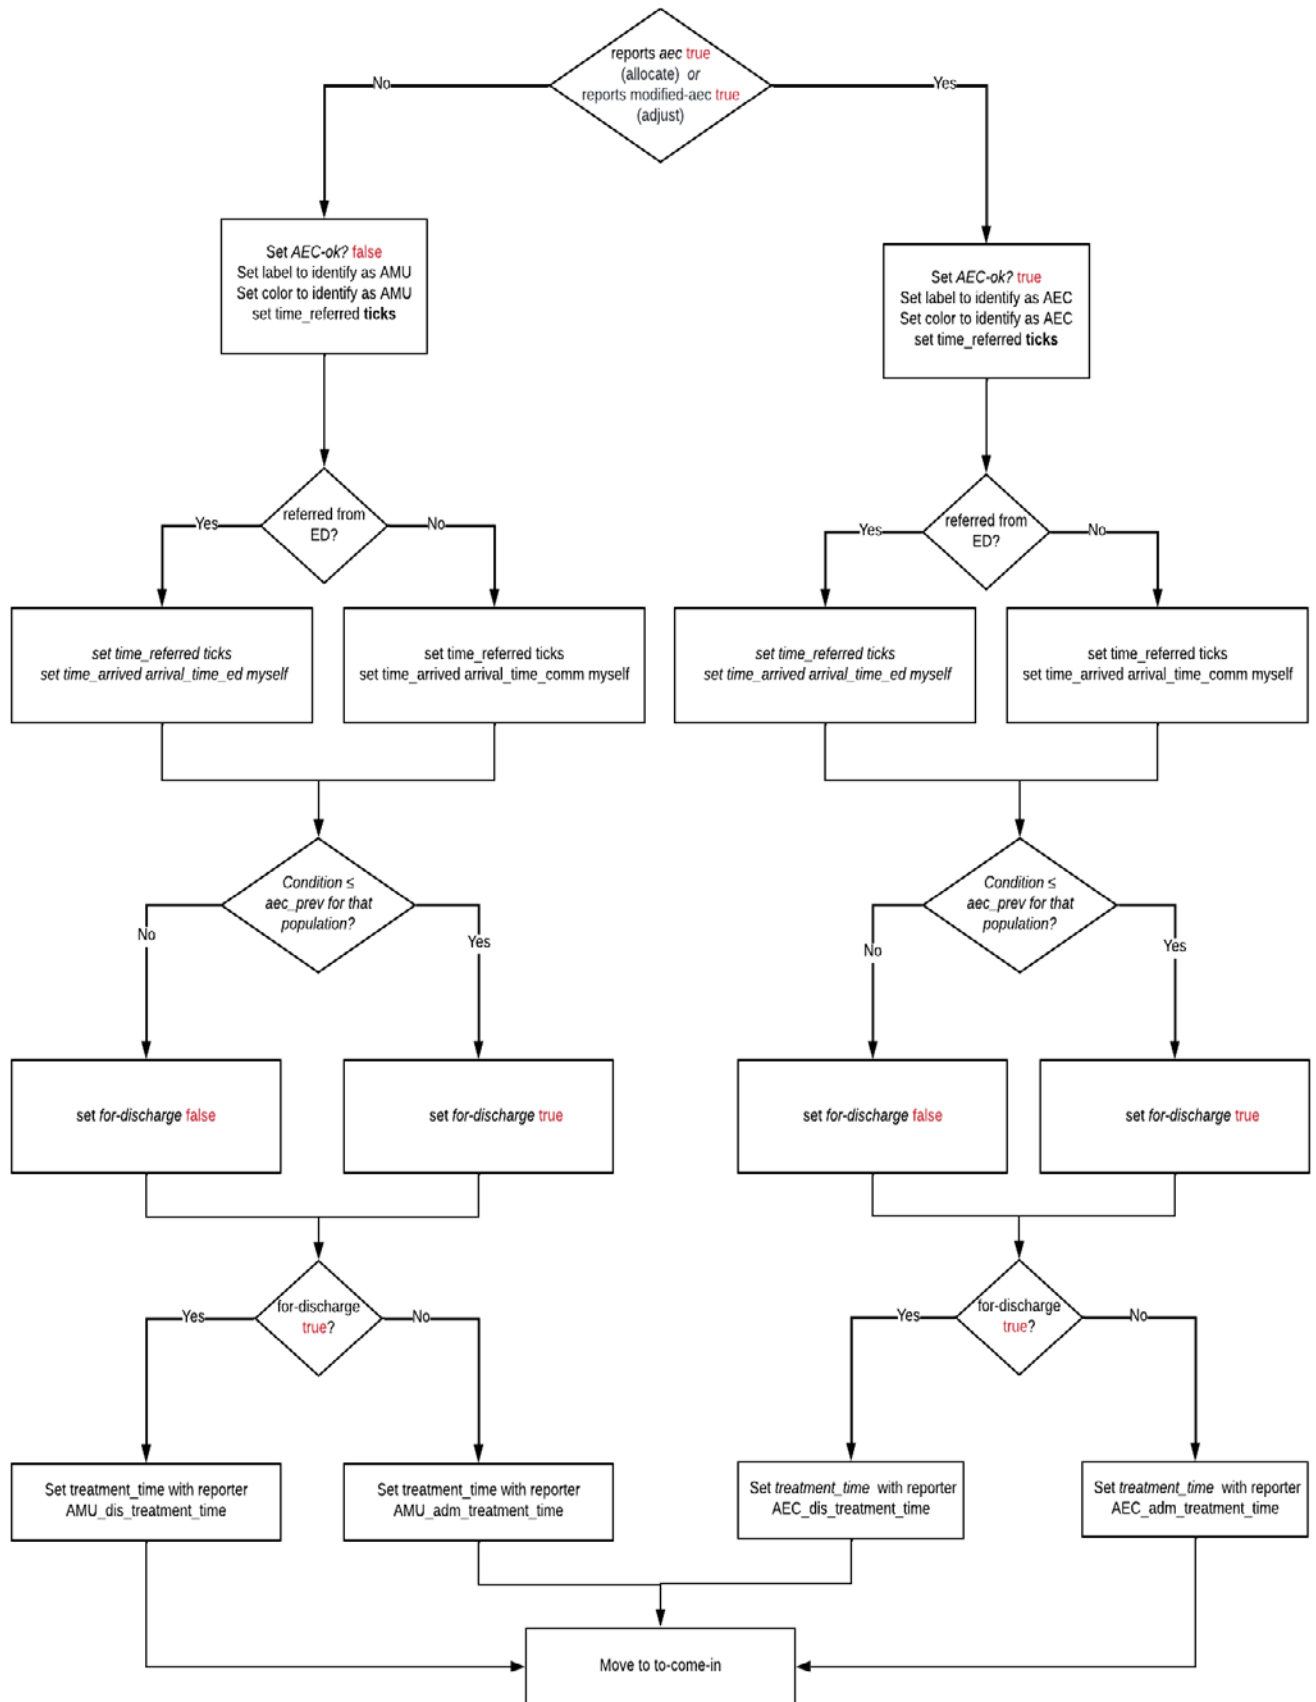 reports aec true
(allocate) or
reports modified-aec true
(adjust)
No
Yes
Set AEC-ok? false
Set label to identify as AMU
Set color to identify as AMU
set time_referred ticks
Set AEC-ok? true
Set label to identify as AEC
Set color to identify as AEC
set time_referred ticks
referred from
ED?
Yes
No
referred from
ED?
Yes
No
set time_referred ticks
set time_arrived arrival_time_ed myself
set time_referred ticks
set time_arrived arrival_time_comm myself
set time_referred ticks
set time_arrived arrival_time_ed myself
set time_referred ticks
set time_arrived arrival_time_comm myself
Condition ≤
aec_prev for that
population?
No
Yes
Condition ≤
aec_prev for that
population?
No
Yes
set for-discharge false
set for-discharge true
set for-discharge false
set for-discharge true
for-discharge
true?
Yes
No
for-discharge
true?
Yes
No
Set treatment_time with reporter
AMU_dis_treatment_time
Set treatment_time with reporter
AMU_adm_treatment_time
Set treatment_time with reporter
AEC_dis_treatment_time
Set treatment_time with reporter
AEC_adm_treatment_time
Move to to-come-in